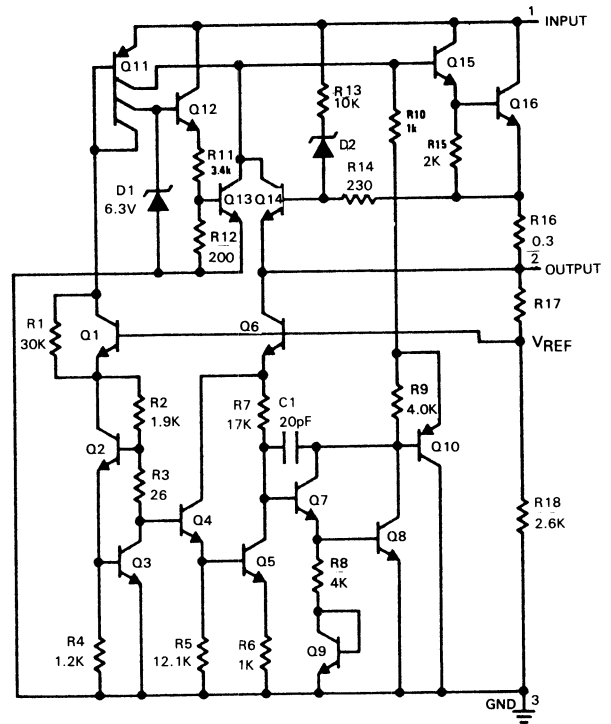 1
INPUT
Q11
Q15
Q12
R13
10K
R10
1k
Q16
R11
3.4k
D2
R15
2K
D1
6.3V
R14
230
Q13
Q14
R12
200
R16
0.3
2
OUTPUT
R1
30K
Q1
Q6
R17
VREF
R2
1.9K
R7
17K
C1
20pF
R9
4.0K
Q10
Q2
R3
26
Q7
R18
2.6K
Q4
Q8
Q3
Q5
R8
4K
R4
1.2K
R5
12.1K
R6
1K
Q9
GND
3